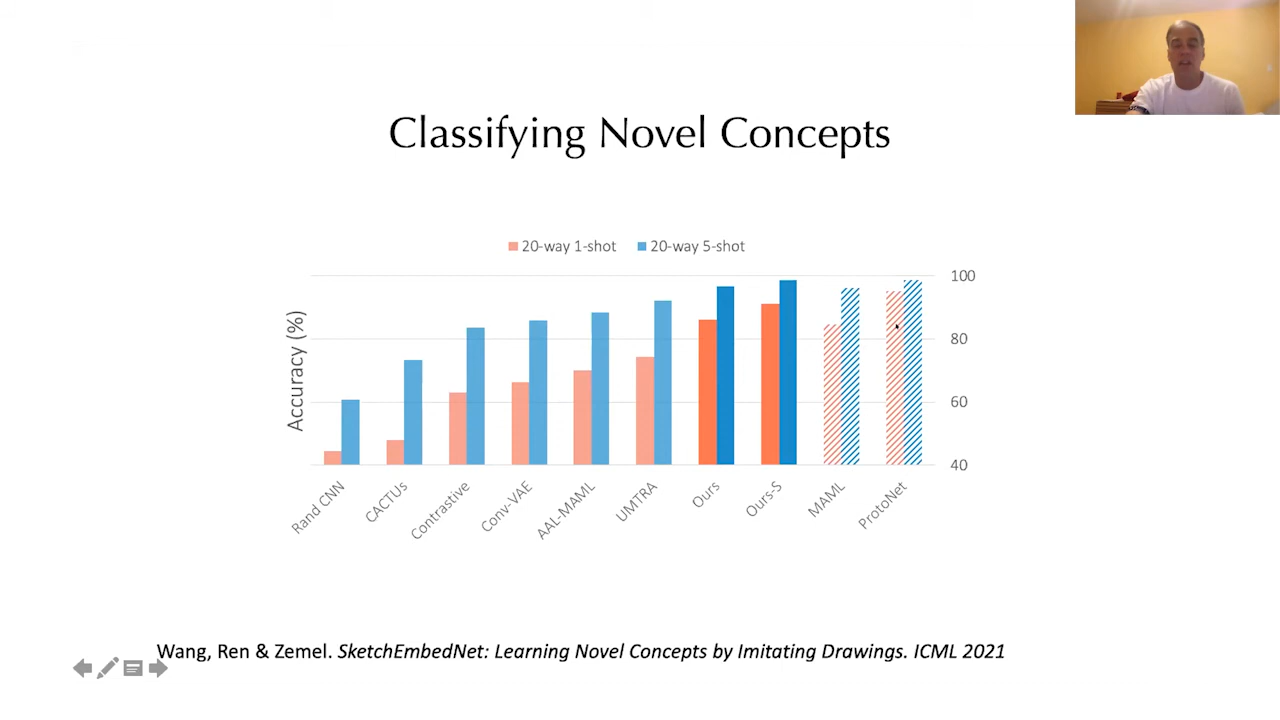 Classifying Novel Concepts
20-way 1-shot 20-way 5-shot
Accuracy (%)
100
80
60
40
Rand CNN
CACTUs
Contrastive
Conv-VAE
AAL-MAML
UMTRA
Ours
Ours-S
MAML
ProtoNet
Wang, Ren & Zemel. SketchEmbedNet: Learning Novel Concepts by Imitating Drawings. ICML 2021